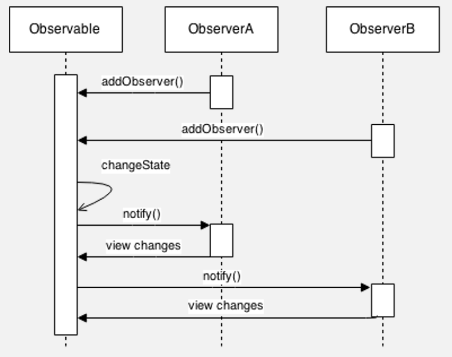 Observable
ObserverA
ObserverB
addObserver()
addObserver()
changeState
notify()
view changes
notify()
view changes